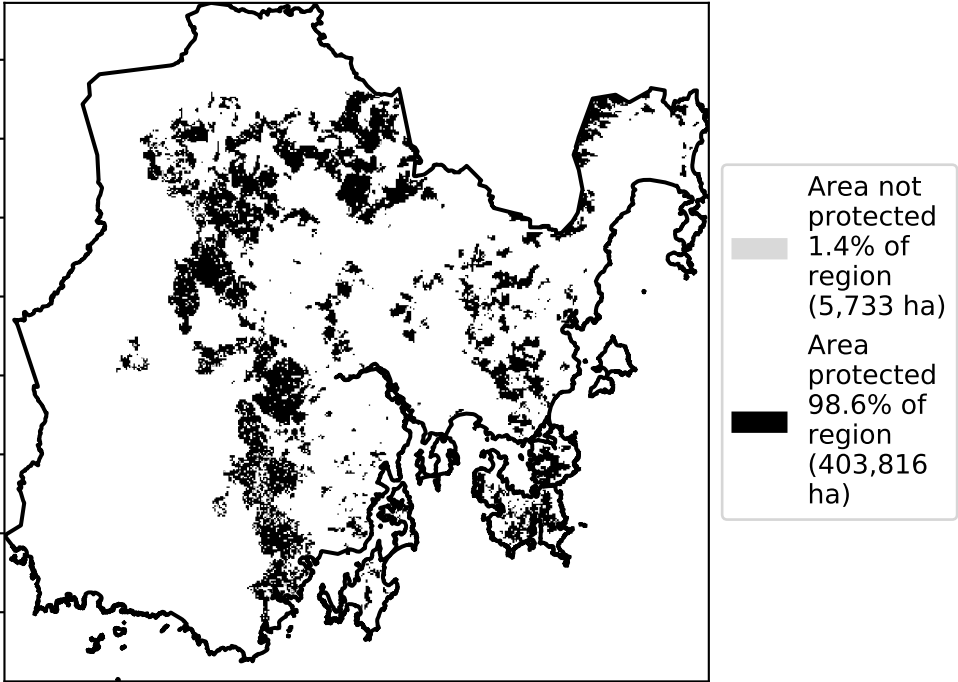 Area not
protected
1.4% of
region
(5,733 ha)
Area
protected
98.6% of
region
(403,816
ha)